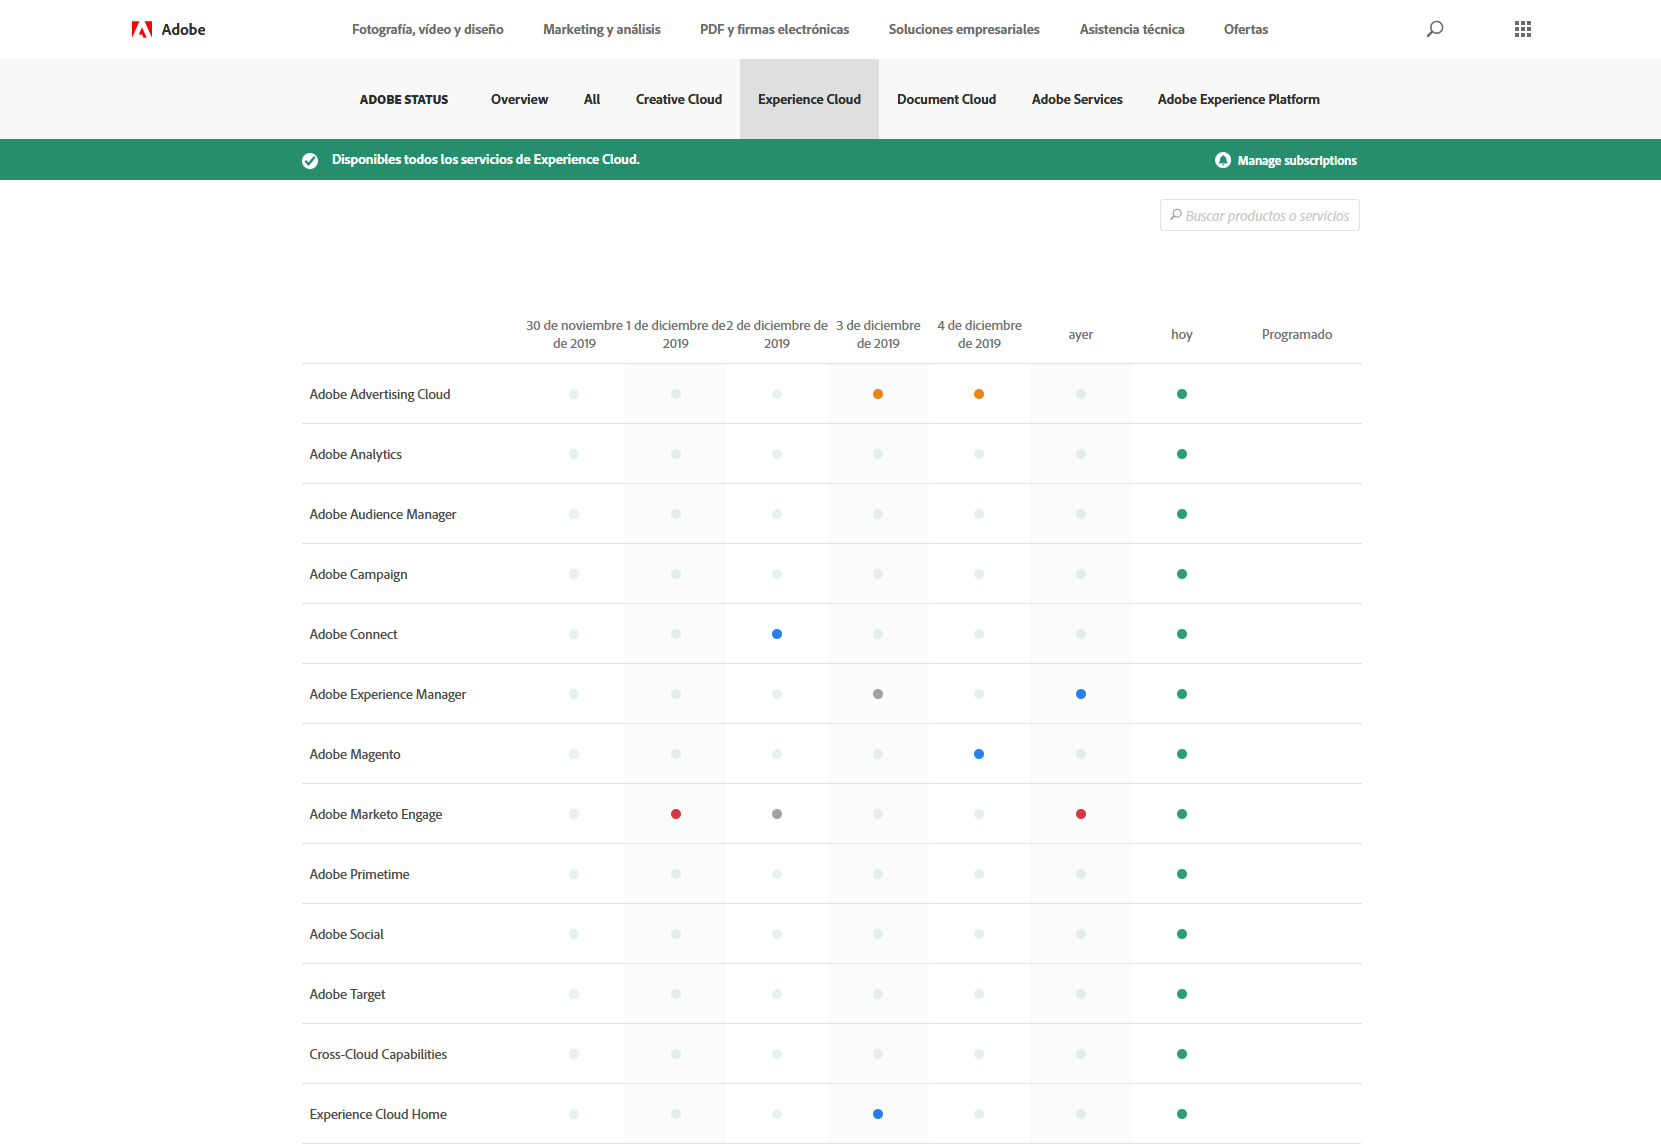 Adobe
Fotografía, vídeo y diseño
Marketing y análisis
PDF y firmas electrónicas
Soluciones empresariales
Asistencia técnica
Ofertas
ADOBE STATUS
Overview
All
Creative Cloud
Experience Cloud
Document Cloud
Adobe Services
Adobe Experience Platform
Disponibles todos los servicios de Experience Cloud.
Manage subscriptions
Buscar productos o servicios
30 de noviembre
de 2019
1 de diciembre de
2019
2 de diciembre de
2019
3 de diciembre
de 2019
4 de diciembre
de 2019
ayer
hoy
Programado
Adobe Advertising Cloud
Adobe Analytics
Adobe Audience Manager
Adobe Campaign
Adobe Connect
Adobe Experience Manager
Adobe Magento
Adobe Marketo Engage
Adobe Primetime
Adobe Social
Adobe Target
Cross-Cloud Capabilities
Experience Cloud Home